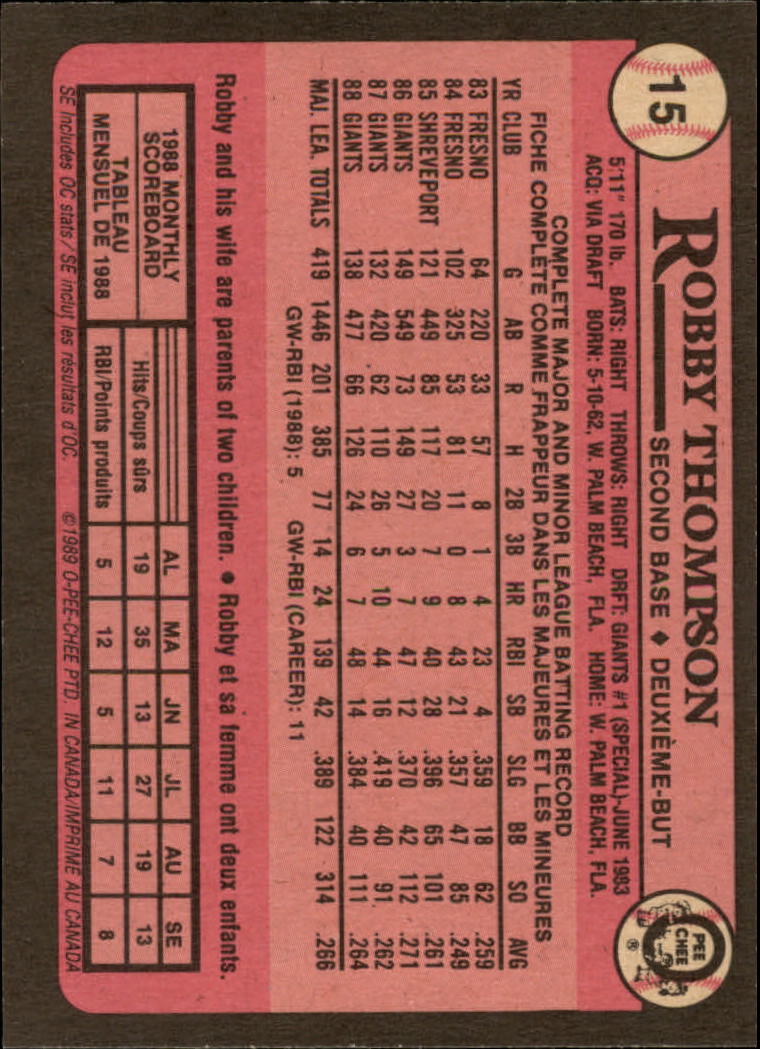 15
ROBBY THOMPSON
SECOND BASE ◆ DEUXIÈME-BUT
O PEE CHEE ®
5'11" 170 lb. BATS: RIGHT THROWS: RIGHT DRFT: GIANTS #1 (SPECIAL)-JUNE 1983
ACQ: VIA DRAFT BORN: 5-10-62, W. PALM BEACH, FLA. HOME: W. PALM BEACH, FLA.
COMPLETE MAJOR AND MINOR LEAGUE BATTING RECORD
FICHE COMPLÈTE COMME FRAPPEUR DANS LES MAJEURES ET LES MINEURES
YR CLUB G AB R H 2B 3B HR RBI SB SLG BB SO AVG
83 FRESNO 64 220 33 57 8 1 4 23 4 .359 18 62 .259
84 FRESNO 102 325 53 81 11 0 8 43 21 .357 47 85 .249
85 SHREVEPORT 121 449 85 117 20 7 9 40 28 .396 65 101 .261
86 GIANTS 149 549 73 149 27 3 7 47 12 .370 42 112 .271
87 GIANTS 132 420 62 110 26 5 10 44 16 .419 40 91 .262
88 GIANTS 138 477 66 126 24 6 7 48 14 .384 40 111 .264
MAJ. LEA. TOTALS 419 1446 201 385 77 14 24 139 42 .389 122 314 .266
GW-RBI (1988): 5 GW-RBI (CAREER): 11
Robby and his wife are parents of two children. ● Robby et sa femme ont deux enfants.
1988 MONTHLY
SCOREBOARD
TABLEAU
MENSUEL DE 1988
AL MA JN JL AU SE
Hits/Coups sûrs 19 35 13 27 19 13
RBI/Points produits 5 12 5 11 7 8
SE includes OC stats/SE inclut les résultats d'OC. ©1989 O-PEE-CHEE PTD. IN CANADA/IMPRIMÉ AU CANADA